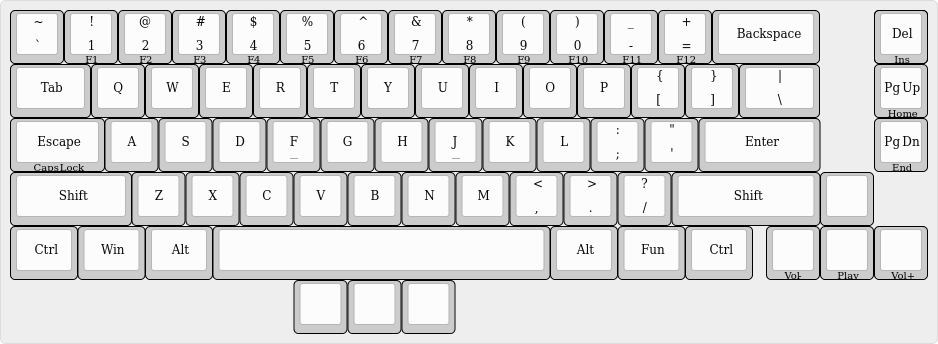 ~ ! @ # $ % ^ & * ( ) _ +
` 1 2 3 4 5 6 7 8 9 0 - = Backspace Del
F1 F2 F3 F4 F5 F6 F7 F8 F9 F10 F11 F12 Ins
{ } |
Tab Q W E R T Y U I O P [ ] \ Pg Up
Home
: "
Escape A S D F _ G H J _ K L ; ' Enter Pg Dn
CapsLock End
< > ?
Shift Z X C V B N M , . / Shift
Ctrl Win Alt Alt Fun Ctrl
Vol- Play Vol+